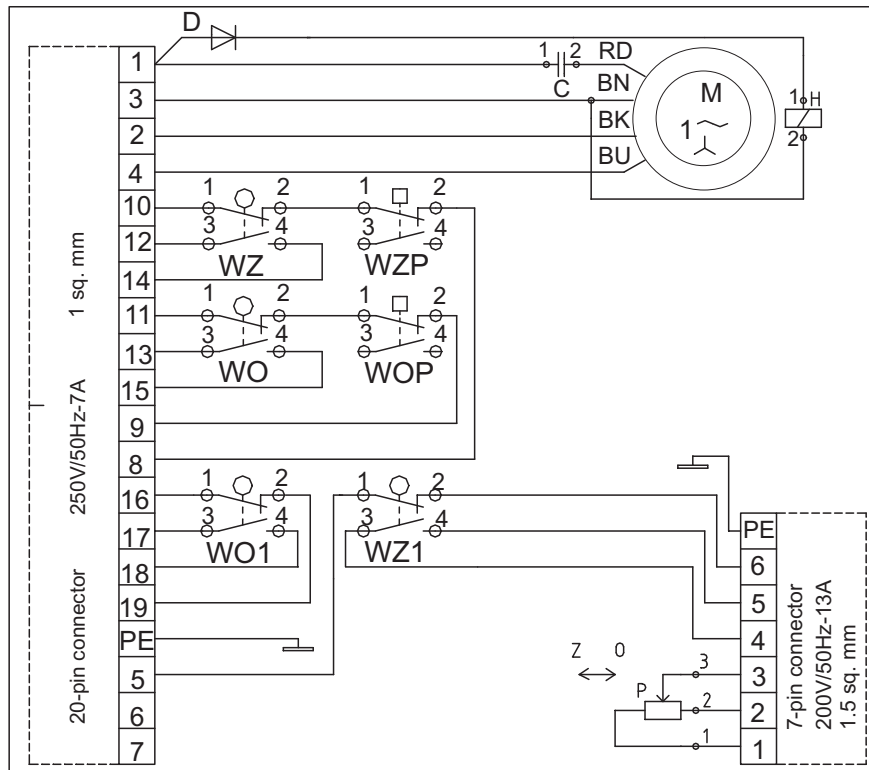 D
1
3
2
4
10
12
14
11
13
15
9
8
16
17
18
19
PE
5
6
7
20-pin connector 250V/50Hz-7A 1 sq. mm
1 2 RD
C
BN
BK
BU
M
1
1 H
2
1 2
3 4
WZ
1 2
3 4
WZP
1 2
3 4
WO
1 2
3 4
WOP
1 2
3 4
WO1
1 2
3 4
WZ1
PE
6
5
4
3
2
1
7-pin connector
200V/50Hz-13A
1.5 sq. mm
Z O
3
P
2
1